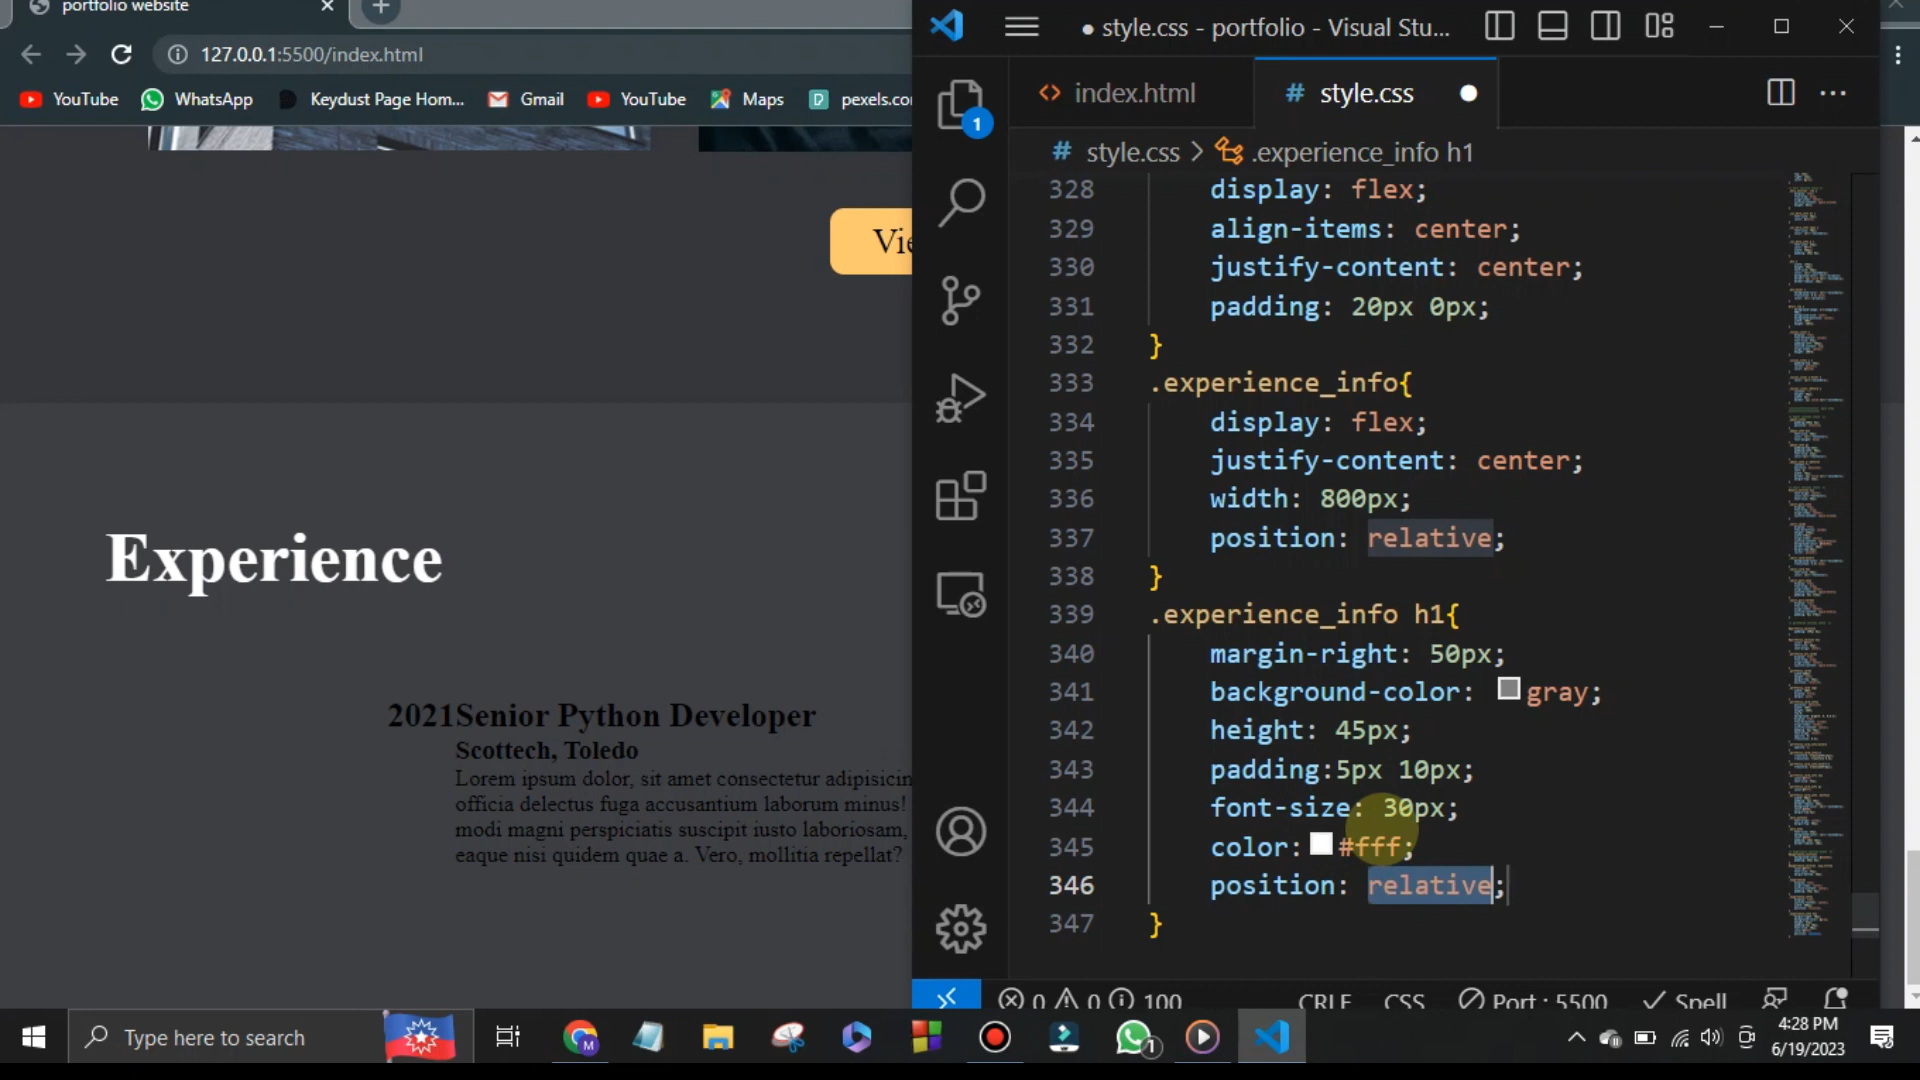 portfolio website
127.0.0.1:5500/index.html
YouTube
WhatsApp
Keydust Page Hom...
Gmail
YouTube
Maps
pexels.co
Vie
Experience
2021Senior Python Developer
Scottech, Toledo
Lorem ipsum dolor, sit amet consectetur adipisicin
officia delectus fuga accusantium laborum minus!
modi magni perspiciatis suscipit iusto laboriosam,
eaque nisi quidem quae a. Vero, mollitia repellat?
● style.css - portfolio - Visual Stu...
index.html
# style.css
# style.css > .experience_info h1
1
328 display: flex;
329 align-items: center;
330 justify-content: center;
331 padding: 20px 0px;
332 }
333 .experience_info{
334 display: flex;
335 justify-content: center;
336 width: 800px;
337 position: relative;
338 }
339 .experience_info h1{
340 margin-right: 50px;
341 background-color: gray;
342 height: 45px;
343 padding:5px 10px;
344 font-size: 30px;
345 color: #fff;
346 position: relative;
347 }
0 0 100 CRLF CSS Port : 5500 Spell
Type here to search
M
1
4:28 PM
6/19/2023